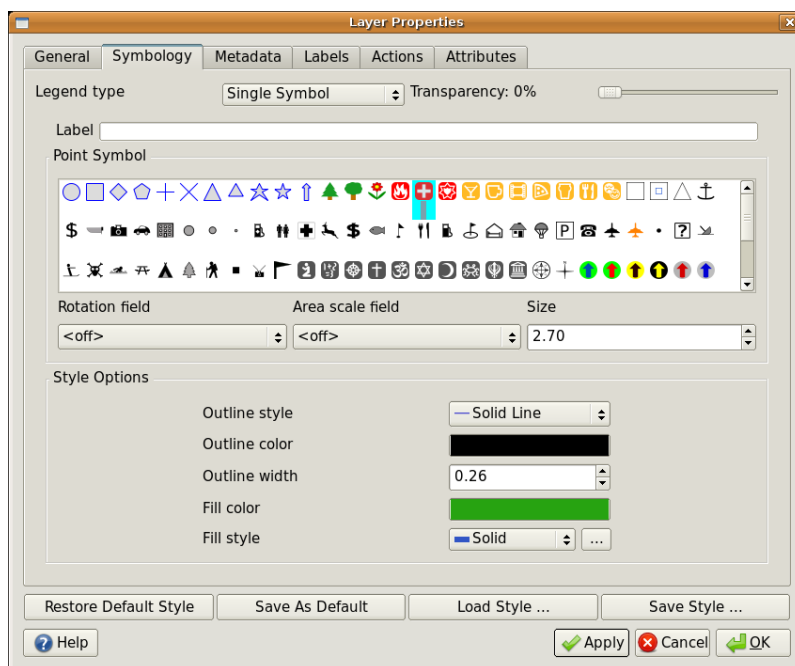 Layer Properties
General Symbology Metadata Labels Actions Attributes
Legend type Single Symbol Transparency: 0%
Label
Point Symbol
$ $ P ?
Rotation field Area scale field Size
<off> <off> 2.70
Style Options
Outline style Solid Line
Outline color
Outline width 0.26
Fill color
Fill style Solid ...
Restore Default Style Save As Default Load Style ... Save Style ...
Help Apply Cancel OK